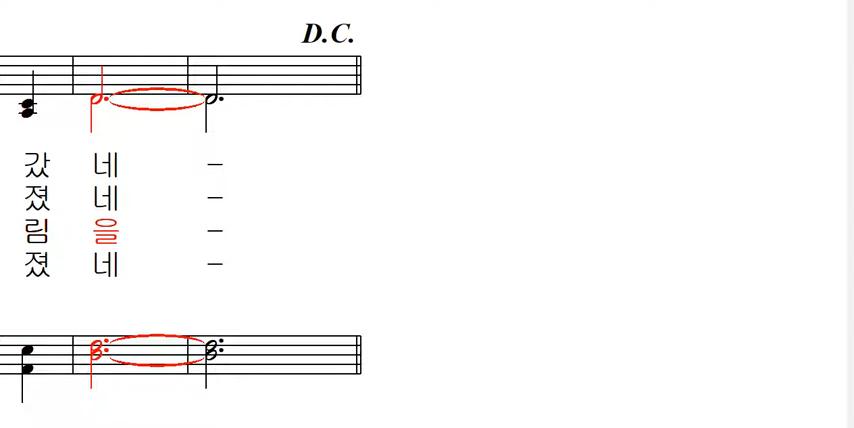 D.C.
갔 네 –
졌 네 –
림 을 –
졌 네 –